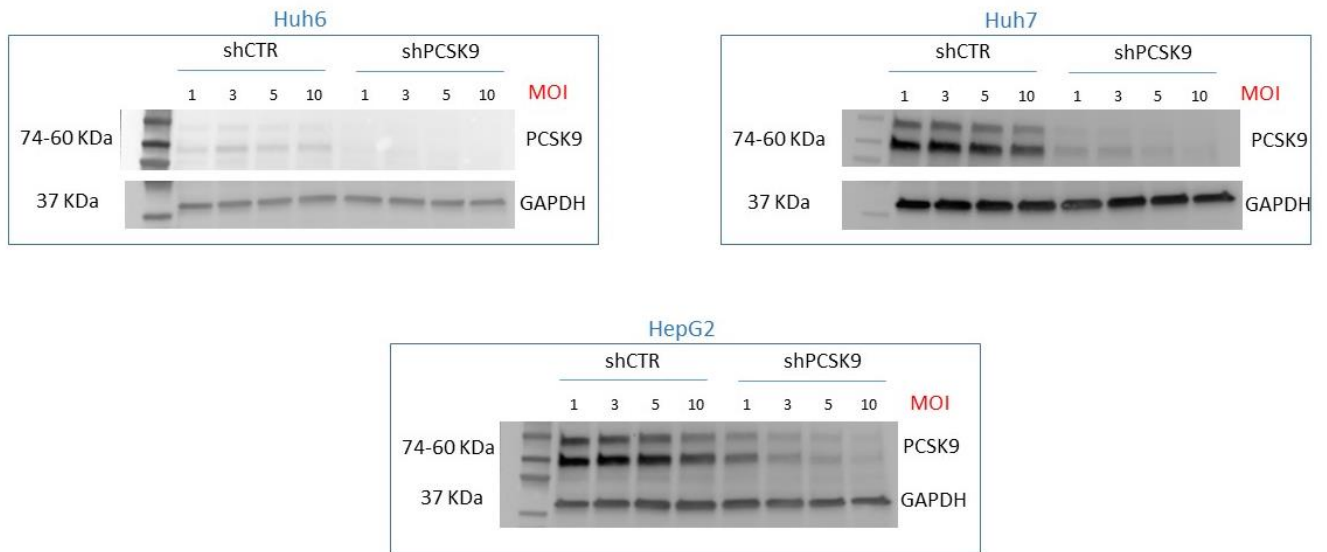 Huh6
shCTR shPCSK9
1 3 5 10 1 3 5 10 MOI
74-60 KDa PCSK9
37 KDa GAPDH
Huh7
shCTR shPCSK9
1 3 5 10 1 3 5 10 MOI
74-60 KDa PCSK9
37 KDa GAPDH
HepG2
shCTR shPCSK9
1 3 5 10 1 3 5 10 MOI
74-60 KDa PCSK9
37 KDa GAPDH